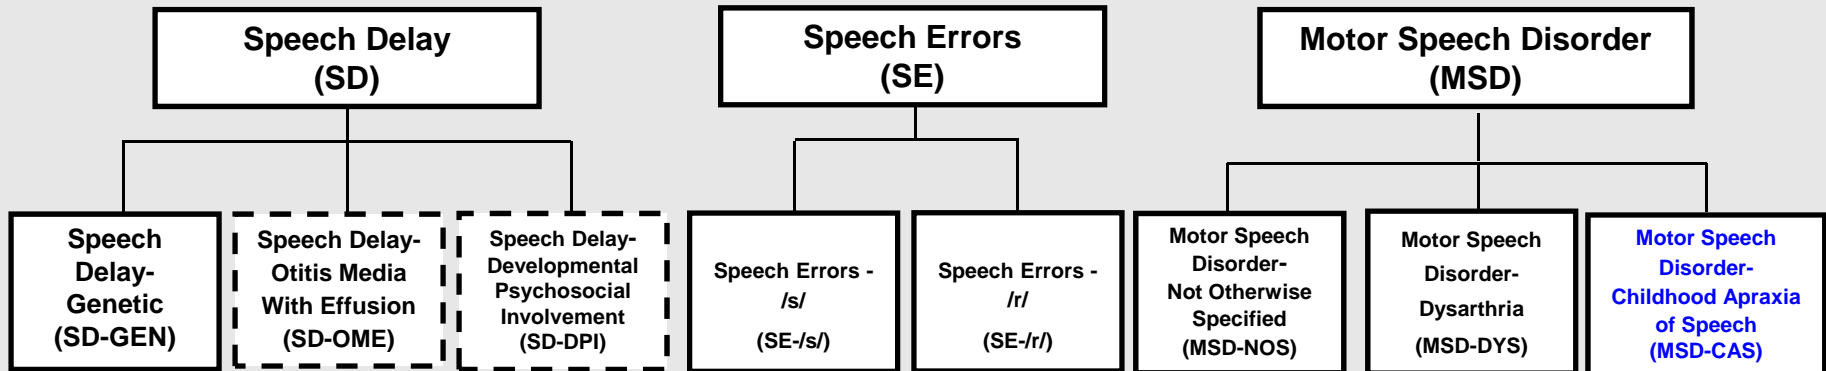 Speech Delay
(SD)
Speech Errors
(SE)
Motor Speech Disorder
(MSD)
Speech
Delay-
Genetic
(SD-GEN)
Speech Delay-
Otitis Media
With Effusion
(SD-OME)
Speech Delay-
Developmental
Psychosocial
Involvement
(SD-DPI)
Speech Errors -
/s/
(SE-/s/)
Speech Errors -
/r/
(SE-/r/)
Motor Speech
Disorder-
Not Otherwise
Specified
(MSD-NOS)
Motor Speech
Disorder-
Dysarthria
(MSD-DYS)
Motor Speech
Disorder-
Childhood Apraxia
of Speech
(MSD-CAS)